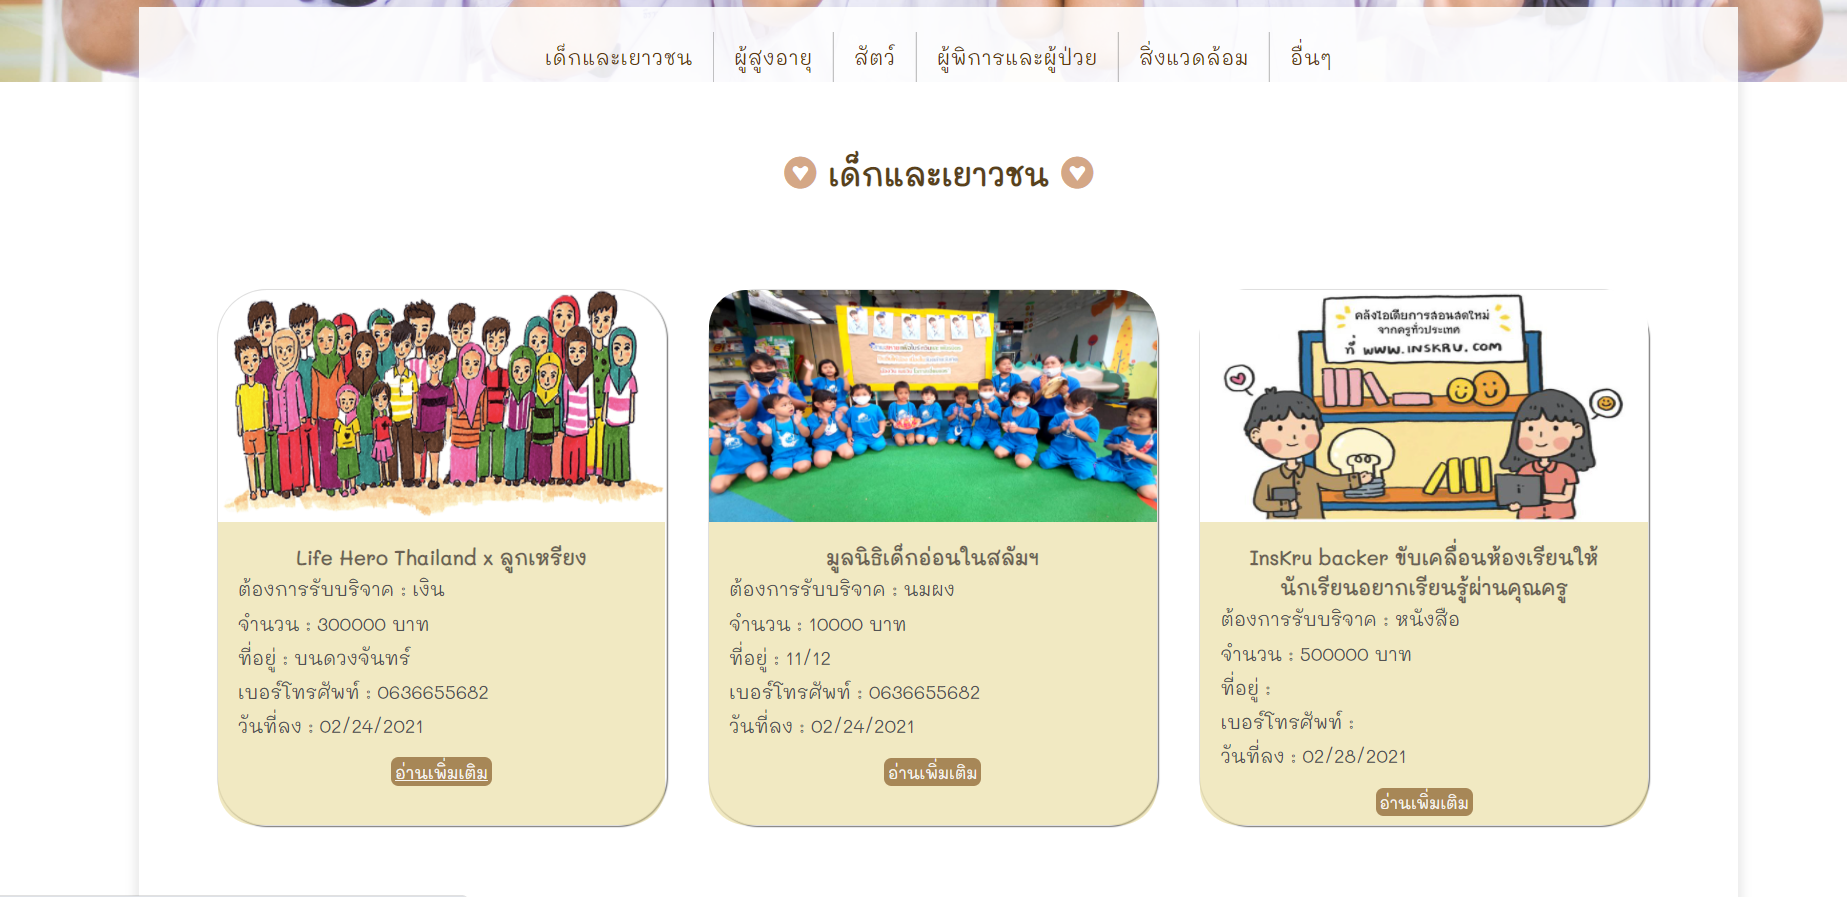 เด็กและเยาวชน ผู้สูงอายุ สัตว์ ผู้พิการและผู้ป่วย สิ่งแวดล้อม อื่นๆ
เด็กและเยาวชน
คลังไอเดียการสอนสดใหม่
จากครูทั่วประเทศ
ที่ WWW.INSKRU.COM
Life Hero Thailand x ลูกเหรียง
ต้องการรับบริจาค : เงิน
จำนวน : 300000 บาท
ที่อยู่ : บนดวงจันทร์
เบอร์โทรศัพท์ : 0636655682
วันที่ลง : 02/24/2021
อ่านเพิ่มเติม
มูลนิธิเด็กอ่อนในสลัมฯ
ต้องการรับบริจาค : นมผง
จำนวน : 10000 บาท
ที่อยู่ : 11/12
เบอร์โทรศัพท์ : 0636655682
วันที่ลง : 02/24/2021
อ่านเพิ่มเติม
InsKru backer ขับเคลื่อนห้องเรียนให้
นักเรียนอยากเรียนรู้ผ่านคุณครู
ต้องการรับบริจาค : หนังสือ
จำนวน : 500000 บาท
ที่อยู่ :
เบอร์โทรศัพท์ :
วันที่ลง : 02/28/2021
อ่านเพิ่มเติม